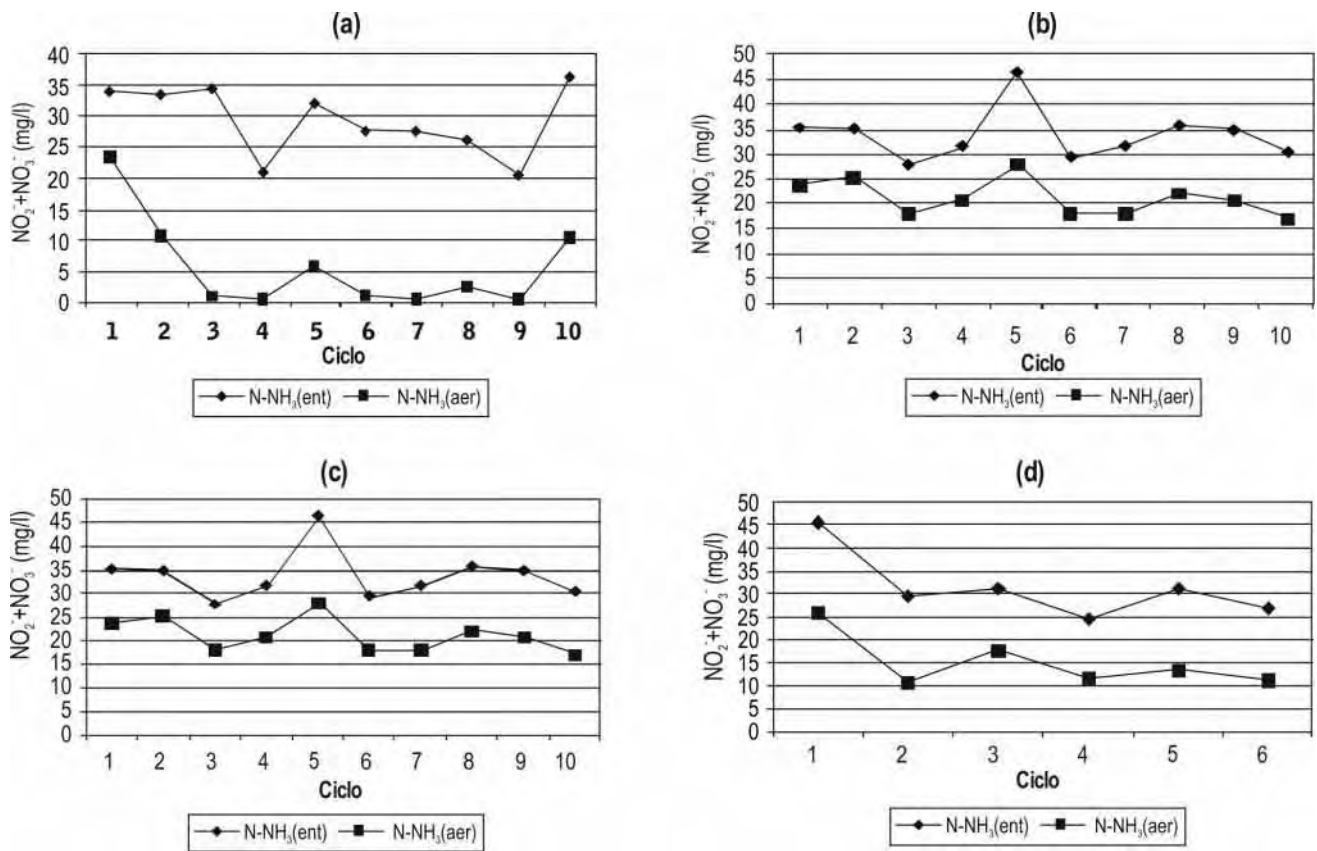 (a)
NO₂⁻+NO₃⁻ (mg/l)
40
35
30
25
20
15
10
5
0
1 2 3 4 5 6 7 8 9 10
Ciclo
N-NH₃(ent) N-NH₃(aer)
(b)
NO₂⁻+NO₃⁻ (mg/l)
50
45
40
35
30
25
20
15
10
5
0
1 2 3 4 5 6 7 8 9 10
Ciclo
N-NH₃(ent) N-NH₃(aer)
(c)
NO₂⁻+NO₃⁻ (mg/l)
50
45
40
35
30
25
20
15
10
5
0
1 2 3 4 5 6 7 8 9 10
Ciclo
N-NH₃(ent) N-NH₃(aer)
(d)
NO₂⁻+NO₃⁻ (mg/l)
50
45
40
35
30
25
20
15
10
5
0
1 2 3 4 5 6
Ciclo
N-NH₃(ent) N-NH₃(aer)